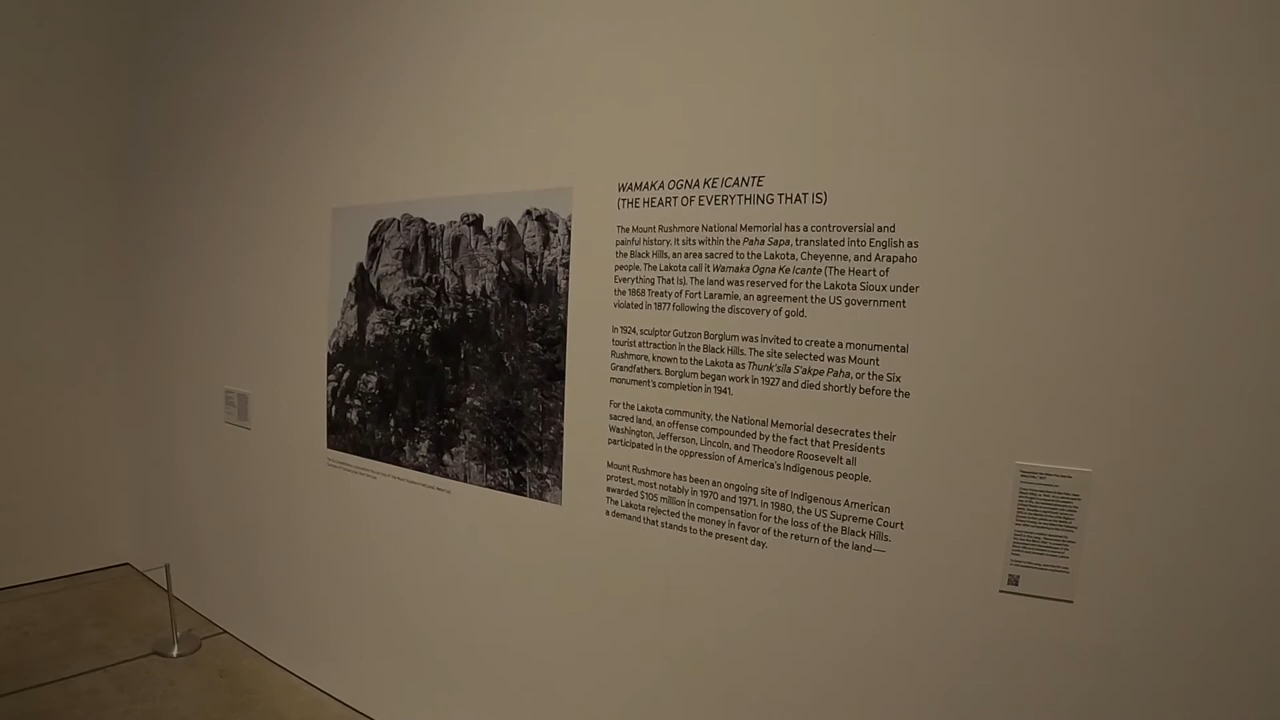 WAMAKA OGNA KE ICANTE
(THE HEART OF EVERYTHING THAT IS)
The Mount Rushmore National Memorial has a controversial and
painful history. It sits within the Paha Sapa, translated into English as
the Black Hills, an area sacred to the Lakota, Cheyenne, and Arapaho
people. The Lakota call it Wamaka Ogna Ke Icante (The Heart of
Everything That Is). The land was reserved for the Lakota Sioux under
the 1868 Treaty of Fort Laramie, an agreement the US government
violated in 1877 following the discovery of gold.
In 1924, sculptor Gutzon Borglum was invited to create a monumental
tourist attraction in the Black Hills. The site selected was Mount
Rushmore, known to the Lakota as Thunk'sila S'akpe Paha, or the Six
Grandfathers. Borglum began work in 1927 and died shortly before the
monument's completion in 1941.
For the Lakota community, the National Memorial desecrates their
sacred land, an offense compounded by the fact that Presidents
Washington, Jefferson, Lincoln, and Theodore Roosevelt all
participated in the oppression of America's Indigenous people.
Mount Rushmore has been an ongoing site of Indigenous American
protest, most notably in 1970 and 1971. In 1980, the US Supreme Court
awarded $105 million in compensation for the loss of the Black Hills.
The Lakota rejected the money in favor of the return of the land—
a demand that stands to the present day.